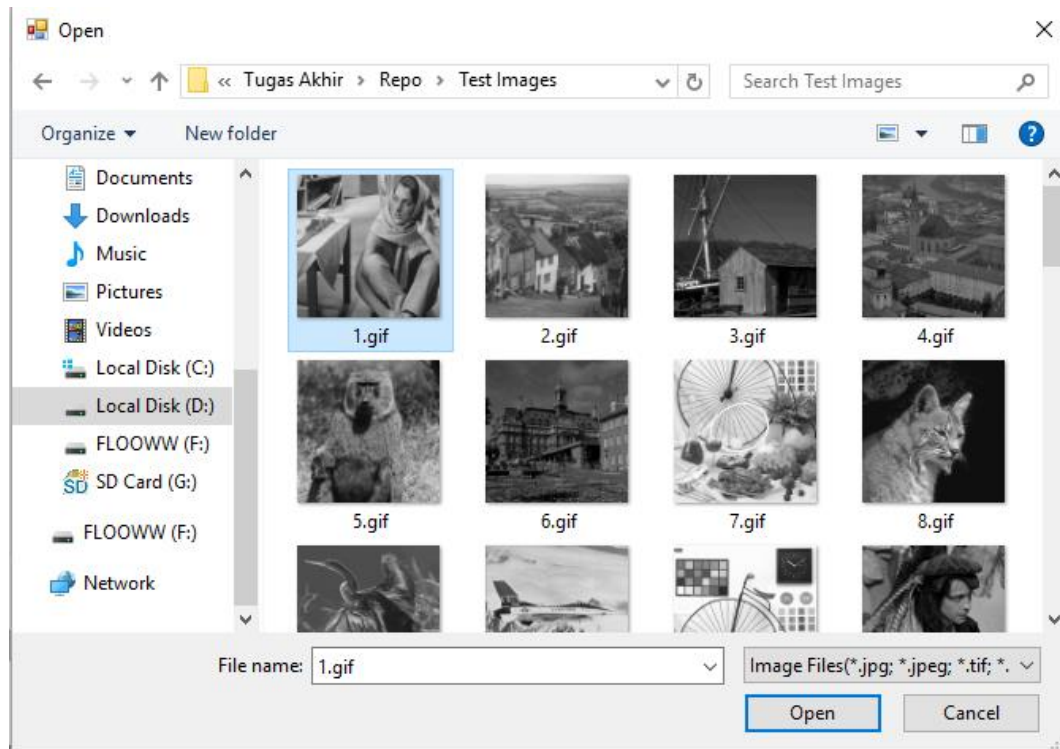 Open
« Tugas Akhir > Repo > Test Images
Search Test Images
Organize
New folder
Documents
Downloads
Music
Pictures
Videos
Local Disk (C:)
Local Disk (D:)
FLOOWW (F:)
SD Card (G:)
FLOOWW (F:)
Network
1.gif 2.gif 3.gif 4.gif
5.gif 6.gif 7.gif 8.gif
File name: 1.gif
Image Files(*.jpg; *.jpeg; *.tif; *.
Open Cancel